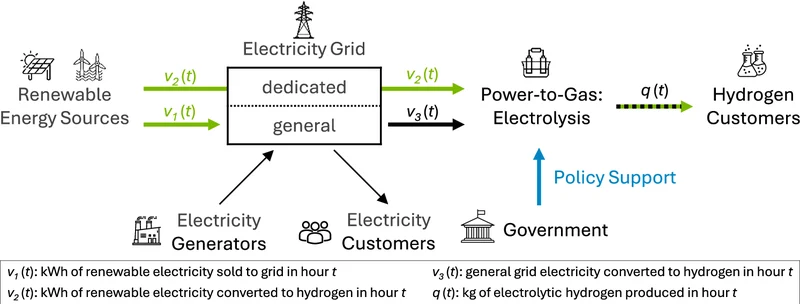 Electricity Grid
v2 (t)
dedicated
v2 (t)
Renewable
Energy Sources
v1 (t)
general
v3 (t)
Power-to-Gas:
Electrolysis
q (t)
Hydrogen
Customers
Policy Support
Electricity
Generators
Electricity
Customers
Government
v1 (t): kWh of renewable electricity sold to grid in hour t
v3 (t): general grid electricity converted to hydrogen in hour t
v2 (t): kWh of renewable electricity converted to hydrogen in hour t
q (t): kg of electrolytic hydrogen produced in hour t